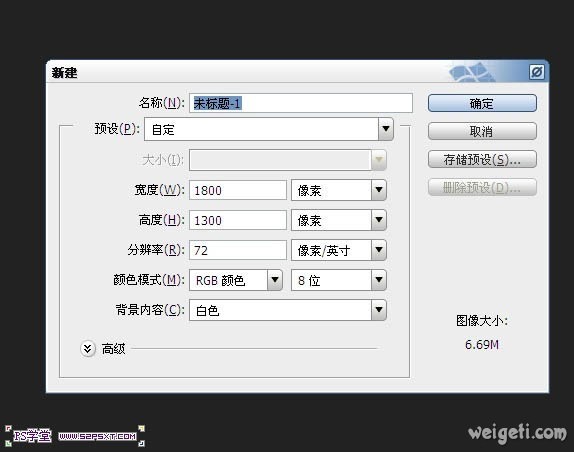 新建
名称(N): 未标题-1
确定
预设(P): 自定
取消
大小(I):
存储预设(S)...
宽度(W): 1800 像素
删除预设(D)...
高度(H): 1300 像素
分辨率(R): 72 像素/英寸
颜色模式(M): RGB 颜色 8 位
背景内容(C): 白色
图像大小:
6.69M
高级
PS学堂 WWW.52PSXT.COM
weigeti.com